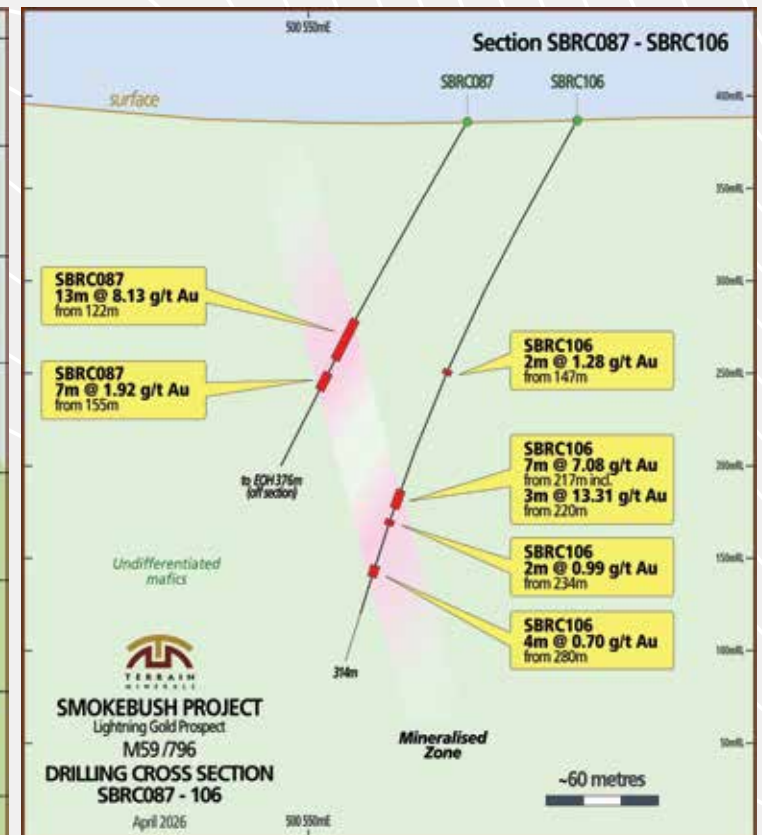 500 550mE
Section SBRC087 - SBRC106
SBRC087
SBRC106
surface
400mRL
350mRL
300mRL
250mRL
200mRL
150mRL
100mRL
50mRL
SBRC087
13m @ 8.13 g/t Au
from 122m
SBRC087
7m @ 1.92 g/t Au
from 155m
SBRC106
2m @ 1.28 g/t Au
from 147m
SBRC106
7m @ 7.08 g/t Au
from 217m incl.
3m @ 13.31 g/t Au
from 220m
SBRC106
2m @ 0.99 g/t Au
from 234m
SBRC106
4m @ 0.70 g/t Au
from 280m
to EOH 376m
(off section)
Undifferentiated
mafics
314m
TERRAIN
MINERALS
SMOKEBUSH PROJECT
Lightning Gold Prospect
M59 /796
DRILLING CROSS SECTION
SBRC087 - 106
April 2026
Mineralised
Zone
~60 metres
500 550mE